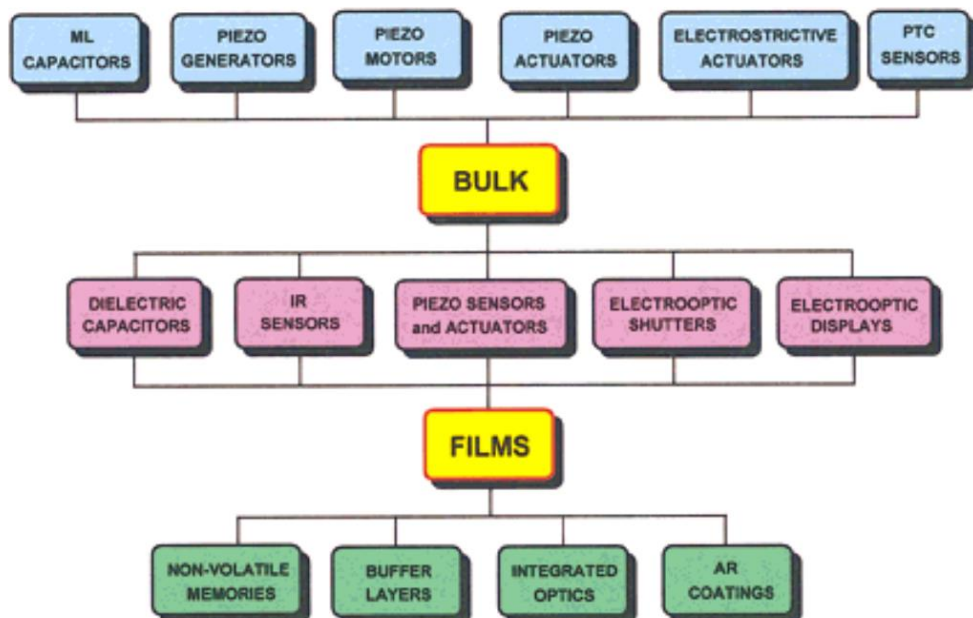 ML
CAPACITORS
PIEZO
GENERATORS
PIEZO
MOTORS
PIEZO
ACTUATORS
ELECTROSTRICTIVE
ACTUATORS
PTC
SENSORS
BULK
DIELECTRIC
CAPACITORS
IR
SENSORS
PIEZO SENSORS
and ACTUATORS
ELECTROOPTIC
SHUTTERS
ELECTROOPTIC
DISPLAYS
FILMS
NON-VOLATILE
MEMORIES
BUFFER
LAYERS
INTEGRATED
OPTICS
AR
COATINGS